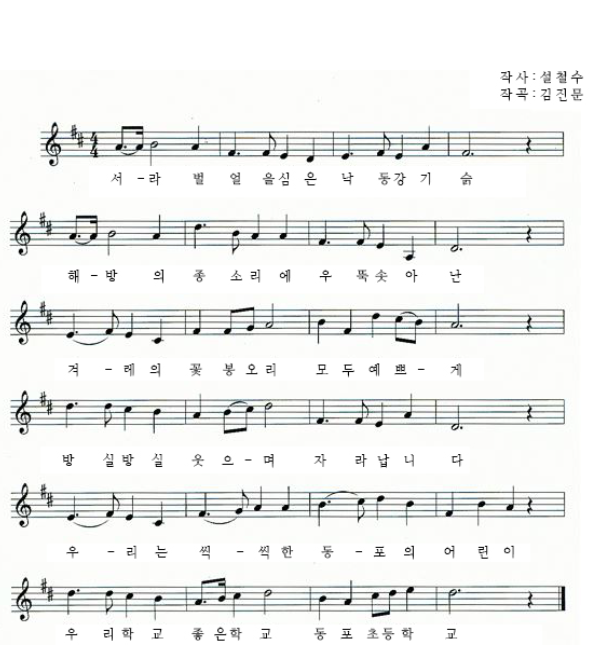 작사:설철수
작곡:김진문
서-라 벌 얼 을심 은 낙 동강 기 슭
해-방 의 종 소리에 우 뚝솟 아 난
겨 -레의 꽃 봉오리 모두예쁘- 게
방 실방 실 웃 으-며 자 라납 니 다
우 -리는 씩 -씩한 동 -포의 어 린 이
우 리학 교 좋 은학 교 동 포 초등 학 교